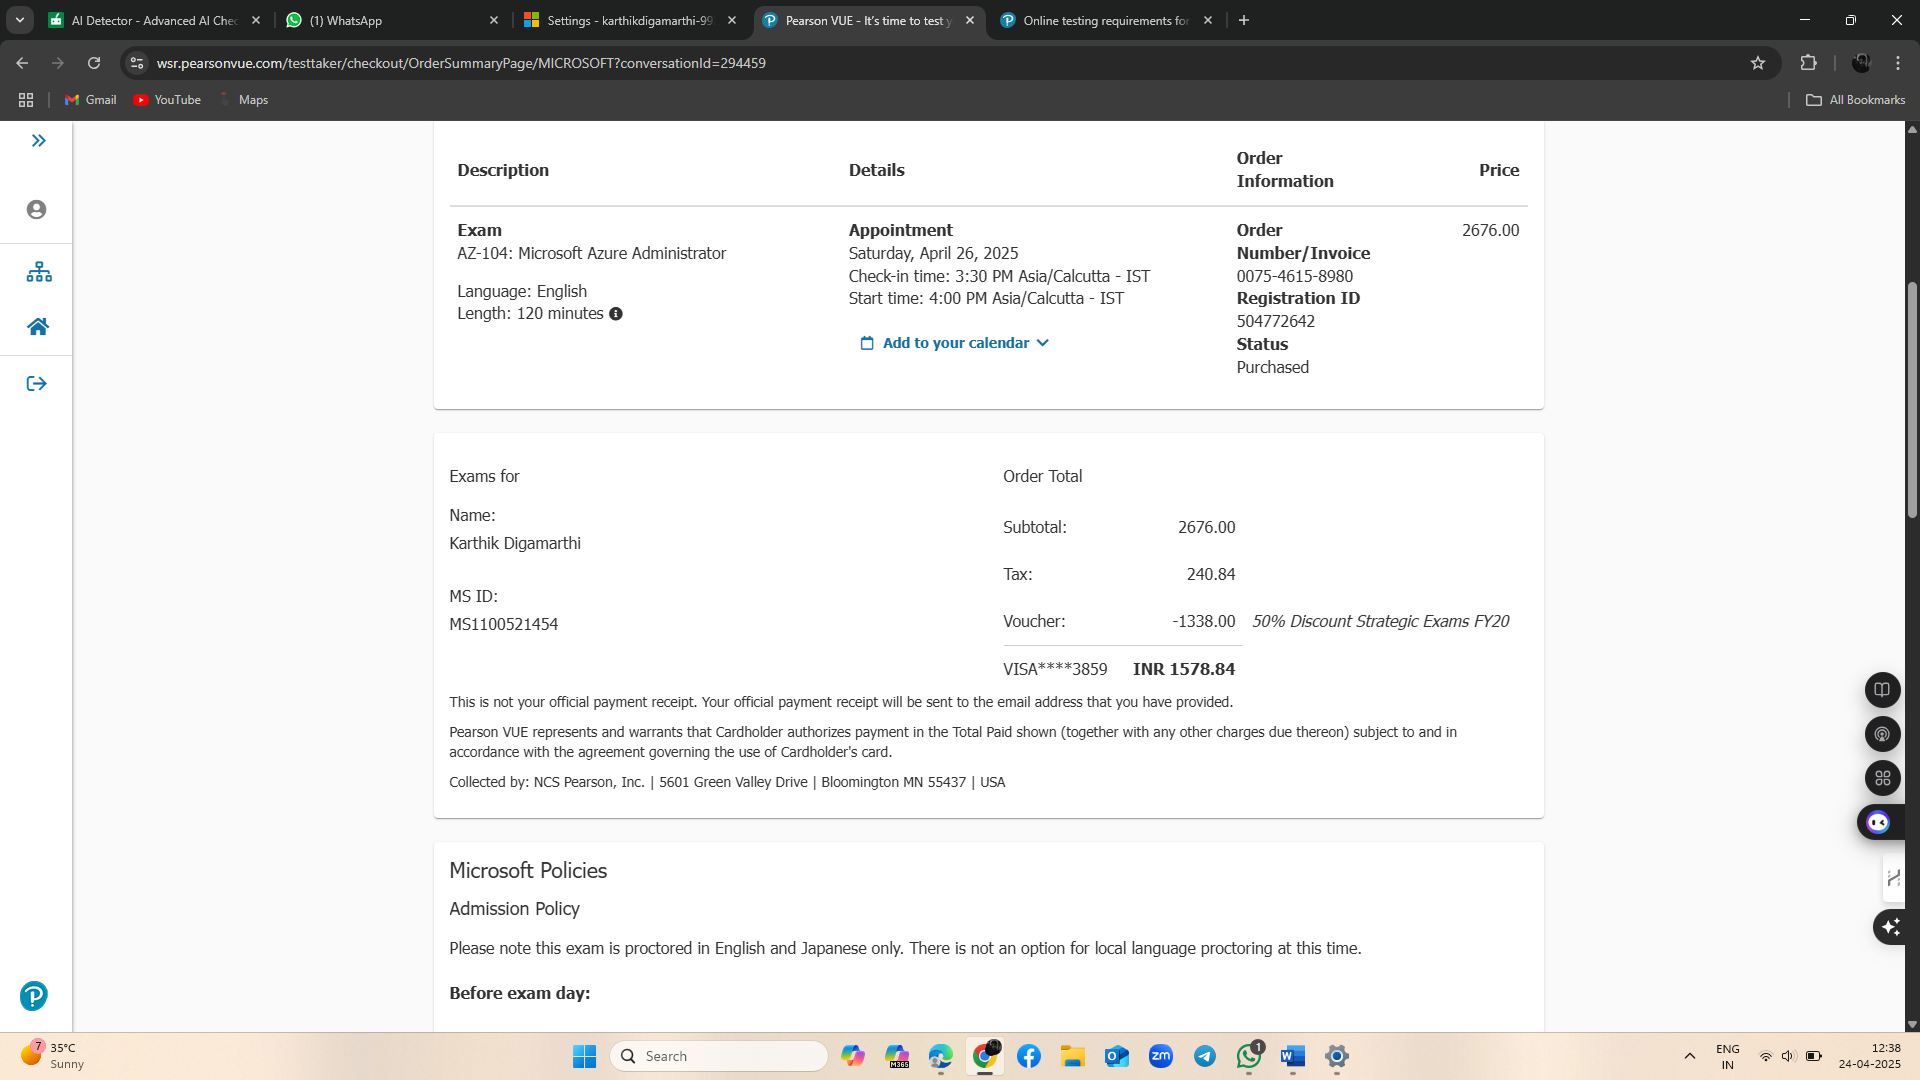 AI Detector - Advanced AI Chec
(1) WhatsApp
Settings - karthikdigamarthi-99
Pearson VUE - It's time to test y
Online testing requirements for
wsr.pearsonvue.com/testtaker/checkout/OrderSummaryPage/MICROSOFT?conversationId=294459
Gmail
YouTube
Maps
All Bookmarks
Description
Details
Order
Information
Price
Exam
AZ-104: Microsoft Azure Administrator
Language: English
Length: 120 minutes
Appointment
Saturday, April 26, 2025
Check-in time: 3:30 PM Asia/Calcutta - IST
Start time: 4:00 PM Asia/Calcutta - IST
Add to your calendar
Order
Number/Invoice
0075-4615-8980
Registration ID
504772642
Status
Purchased
2676.00
Exams for
Name:
Karthik Digamarthi
MS ID:
MS1100521454
Order Total
Subtotal: 2676.00
Tax: 240.84
Voucher: -1338.00 50% Discount Strategic Exams FY20
VISA****3859 INR 1578.84
This is not your official payment receipt. Your official payment receipt will be sent to the email address that you have provided.
Pearson VUE represents and warrants that Cardholder authorizes payment in the Total Paid shown (together with any other charges due thereon) subject to and in
accordance with the agreement governing the use of Cardholder's card.
Collected by: NCS Pearson, Inc. | 5601 Green Valley Drive | Bloomington MN 55437 | USA
Microsoft Policies
Admission Policy
Please note this exam is proctored in English and Japanese only. There is not an option for local language proctoring at this time.
Before exam day:
7
35°C
Sunny
Search
M365
zm
1
ENG
IN
12:38
24-04-2025